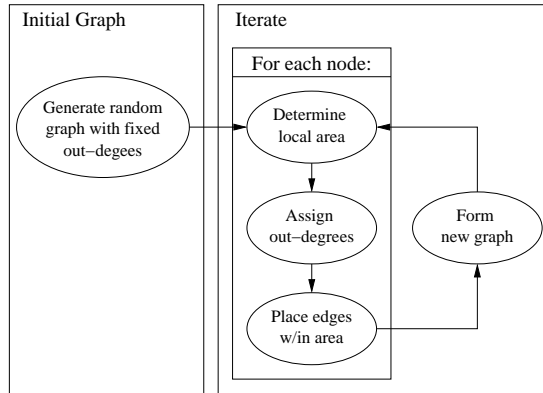 Initial Graph
Generate random
graph with fixed
out−degees
Iterate
For each node:
Determine
local area
Assign
out−degrees
Place edges
w/in area
Form
new graph